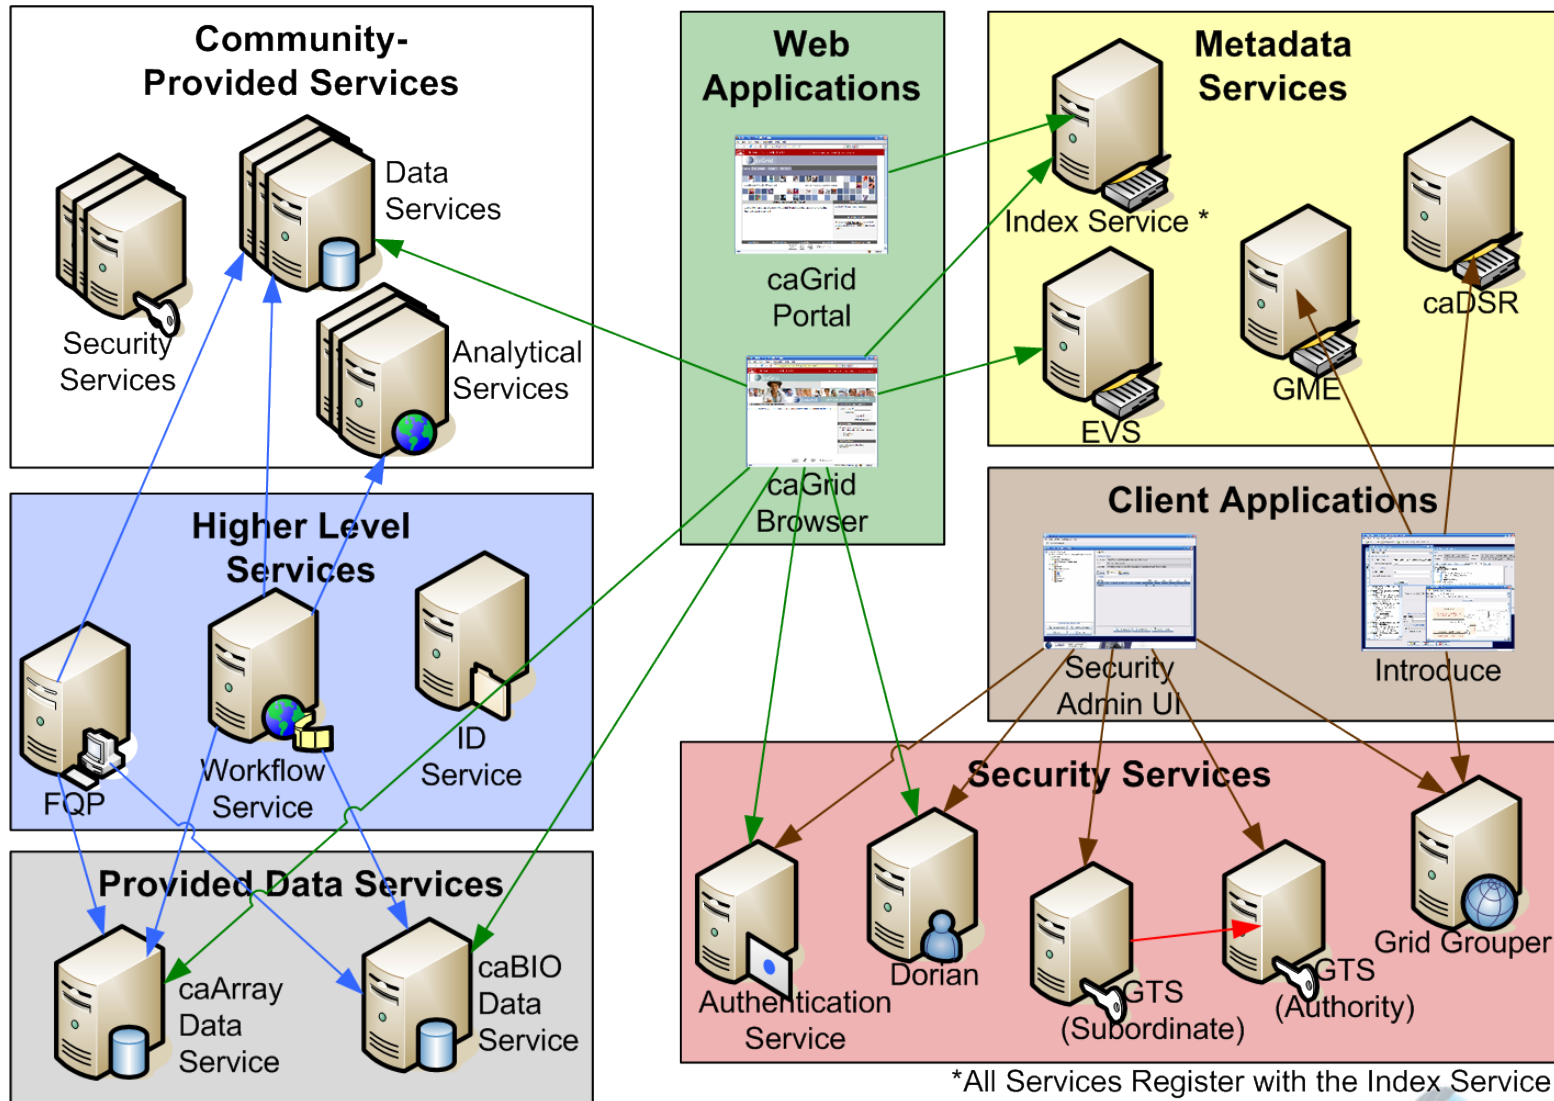 Community-
Provided Services
Data
Services
Security
Services
Analytical
Services
Web
Applications
caGrid
caGrid
Portal
caGrid
Browser
Metadata
Services
Index Service *
caDSR
GME
EVS
Higher Level
Services
FQP
Workflow
Service
ID
Service
Client Applications
Security
Admin UI
Introduce
Provided Data Services
caArray
Data
Service
caBIO
Data
Service
Security Services
Authentication
Service
Dorian
GTS
(Subordinate)
GTS
(Authority)
Grid Grouper
*All Services Register with the Index Service